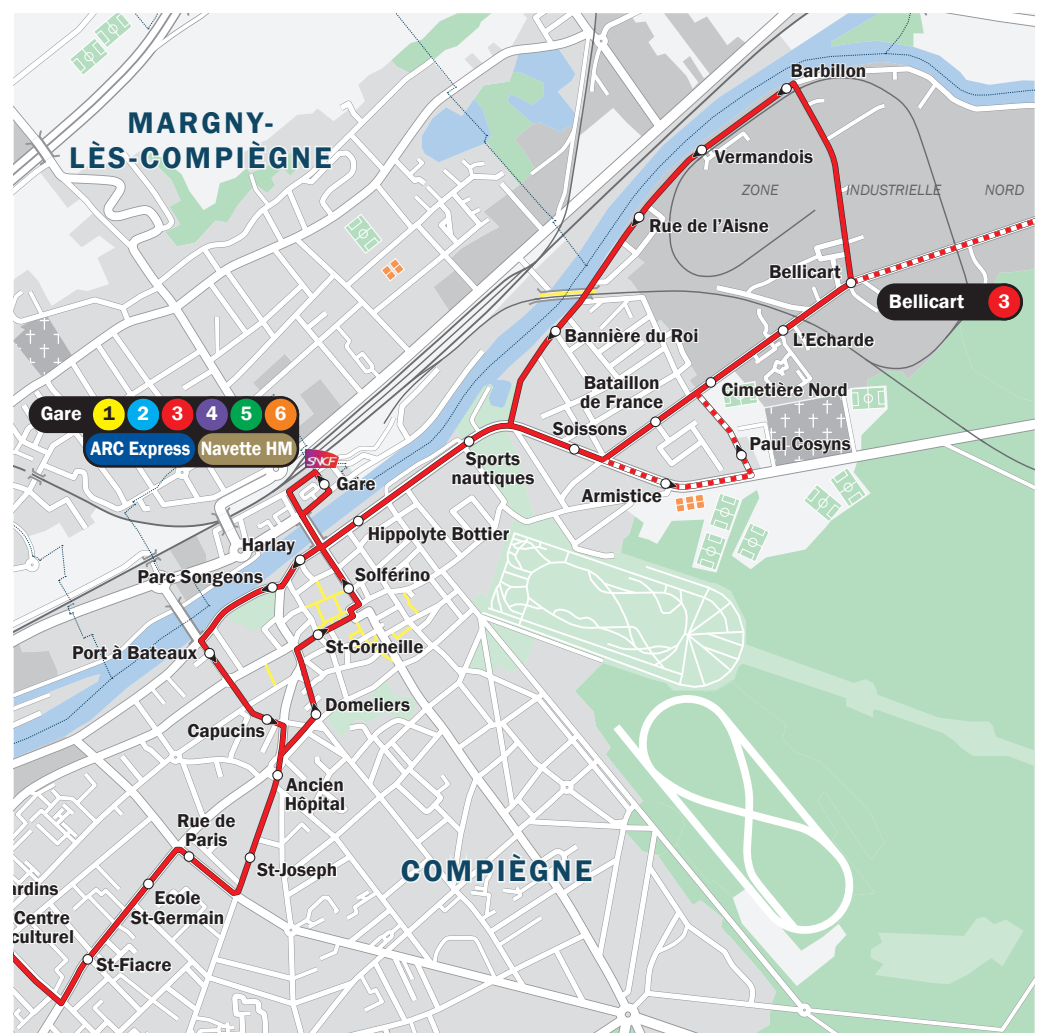 Barbillon
MARGNY-
LÈS-COMPIÈGNE
Vermandois
ZONE INDUSTRIELLE NORD
Rue de l'Aisne
Bellicart
Bellicart 3
Bannière du Roi
L'Echarde
Bataillon
de France
Cimetière Nord
Gare 1 2 3 4 5 6
ARC Express Navette HM
Soissons
Paul Cosyns
SNCF
Sports
nautiques
Gare
Armistice
Hippolyte Bottier
Harlay
Parc Songeons
Solférino
St-Corneille
Port à Bateaux
Domeliers
Capucins
Ancien
Hôpital
Rue de
Paris
St-Joseph
COMPIÈGNE
ardins
Ecole
St-Germain
Centre
culturel
St-Fiacre